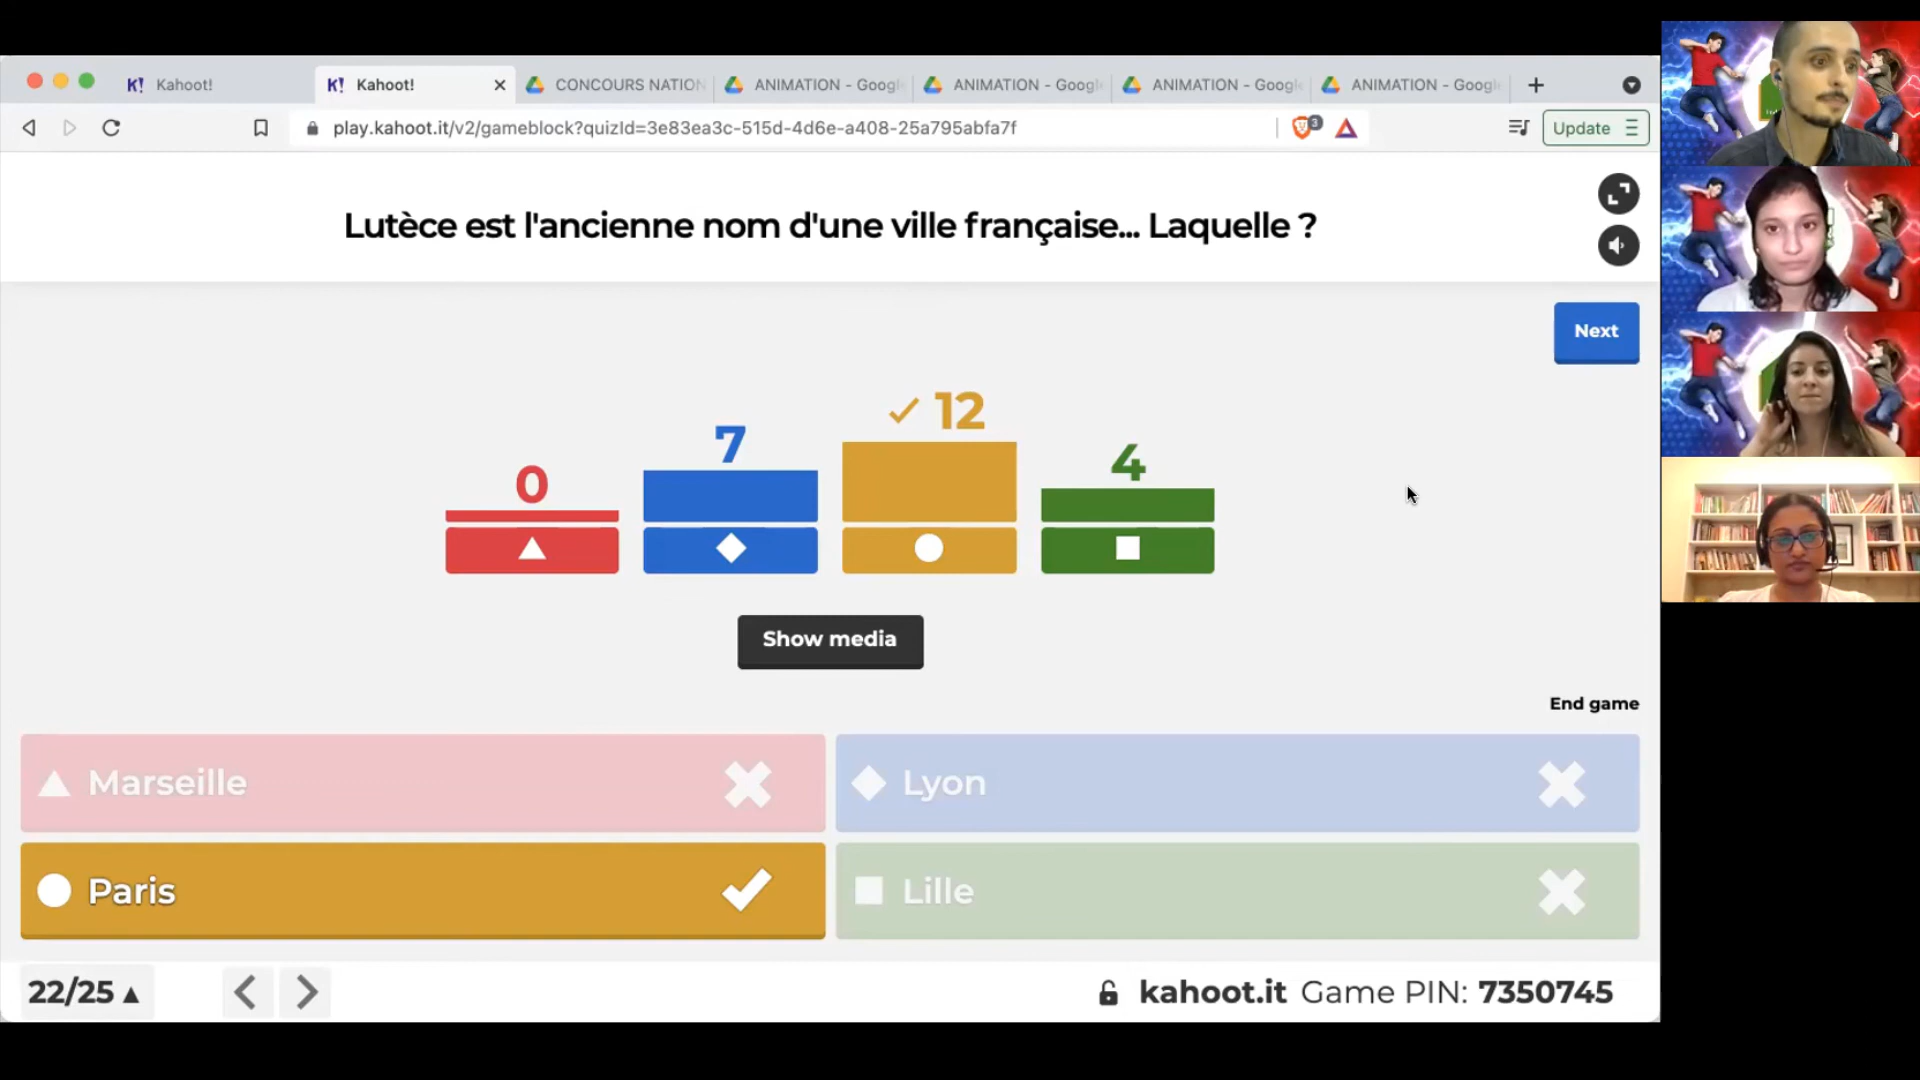 K! Kahoot!
K! Kahoot!
CONCOURS NATION
ANIMATION - Googl
ANIMATION - Googl
ANIMATION - Googl
ANIMATION - Googl
play.kahoot.it/v2/gameblock?quizId=3e83ea3c-515d-4d6e-a408-25a795abfa7f
3
Update
Lutèce est l'ancienne nom d'une ville française... Laquelle ?
Next
0
7
12
4
Show media
End game
Marseille
Lyon
Paris
Lille
22/25
kahoot.it Game PIN: 7350745